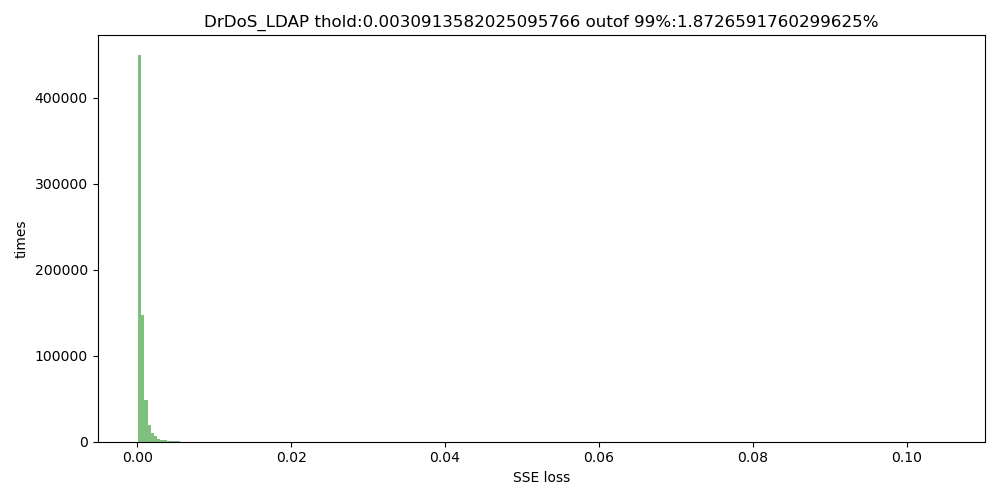 DrDoS_LDAP thold:0.0030913582025095766 outof 99%:1.8726591760299625%
400000
300000
200000
100000
0
times
0.00 0.02 0.04 0.06 0.08 0.10
SSE loss